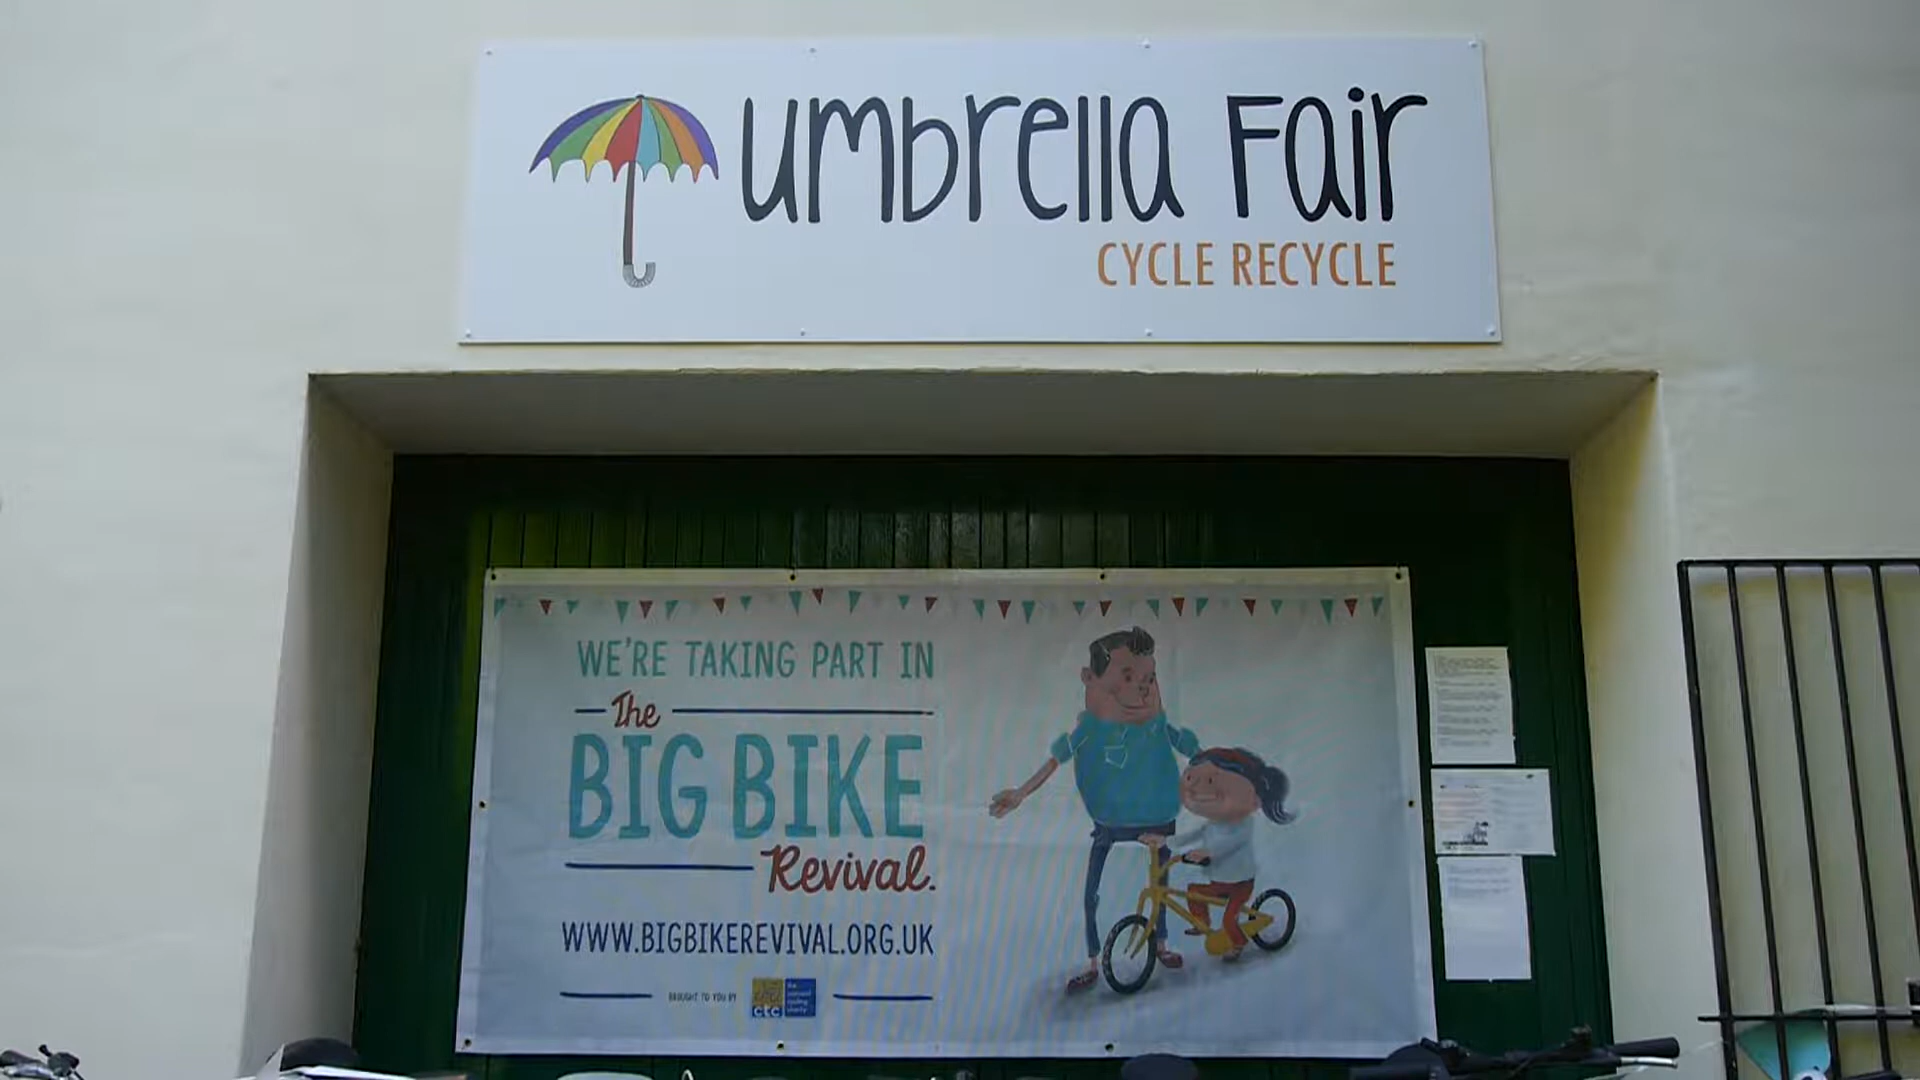 umbrella Fair
CYCLE RECYCLE
WE'RE TAKING PART IN
The
BIG BIKE
Revival.
WWW.BIGBIKEREVIVAL.ORG.UK
BROUGHT TO YOU BY
ctc